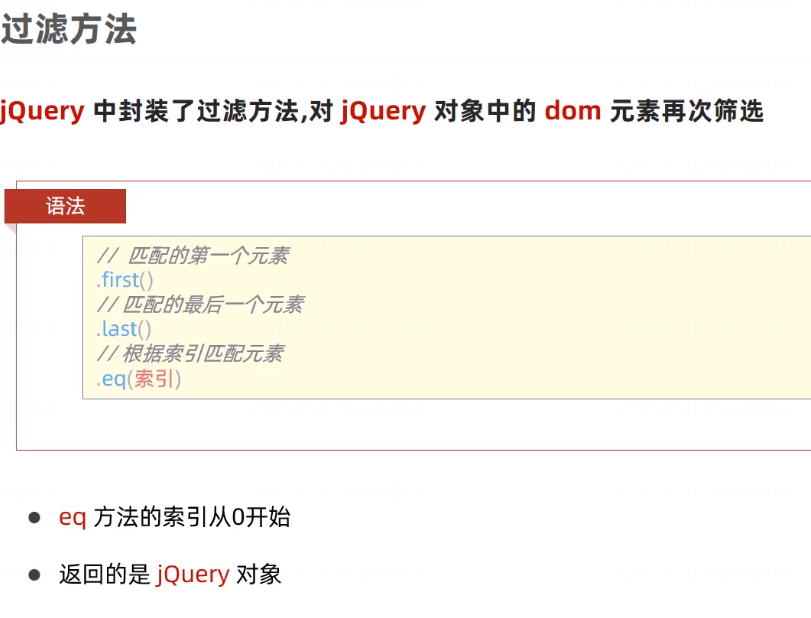 过滤方法
jQuery 中封装了过滤方法,对 jQuery 对象中的 dom 元素再次筛选
语法
// 匹配的第一个元素
.first()
// 匹配的最后一个元素
.last()
// 根据索引匹配元素
.eq(索引)
● eq 方法的索引从0开始
● 返回的是 jQuery 对象